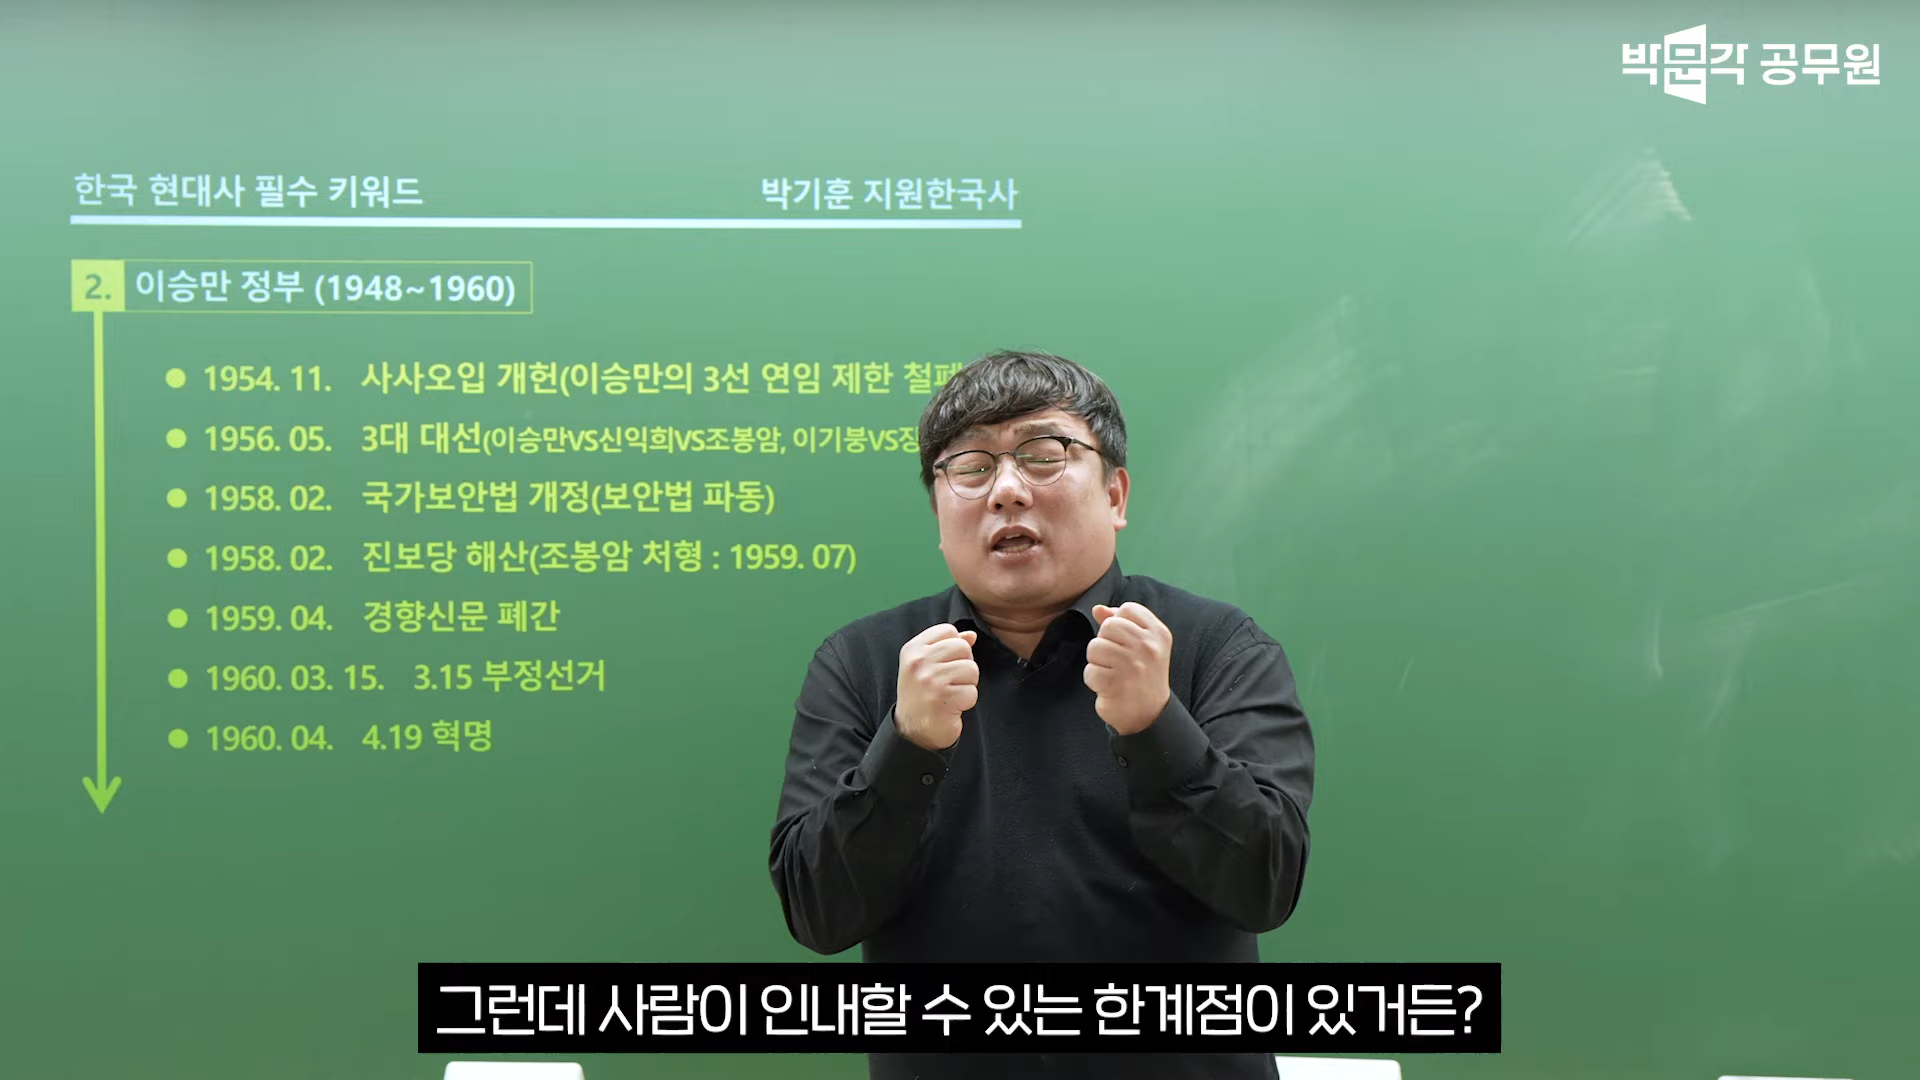 박문각 공무원
한국 현대사 필수 키워드 박기훈 지원한국사
2. 이승만 정부 (1948~1960)
● 1954. 11. 사사오입 개헌(이승만의 3선 연임 제한 철폐
● 1956. 05. 3대 대선(이승만VS신익희VS조봉암, 이기붕VS장
● 1958. 02. 국가보안법 개정(보안법 파동)
● 1958. 02. 진보당 해산(조봉암 처형 : 1959. 07)
● 1959. 04. 경향신문 폐간
● 1960. 03. 15. 3.15 부정선거
● 1960. 04. 4.19 혁명
그런데 사람이 인내할 수 있는 한계점이 있거든?